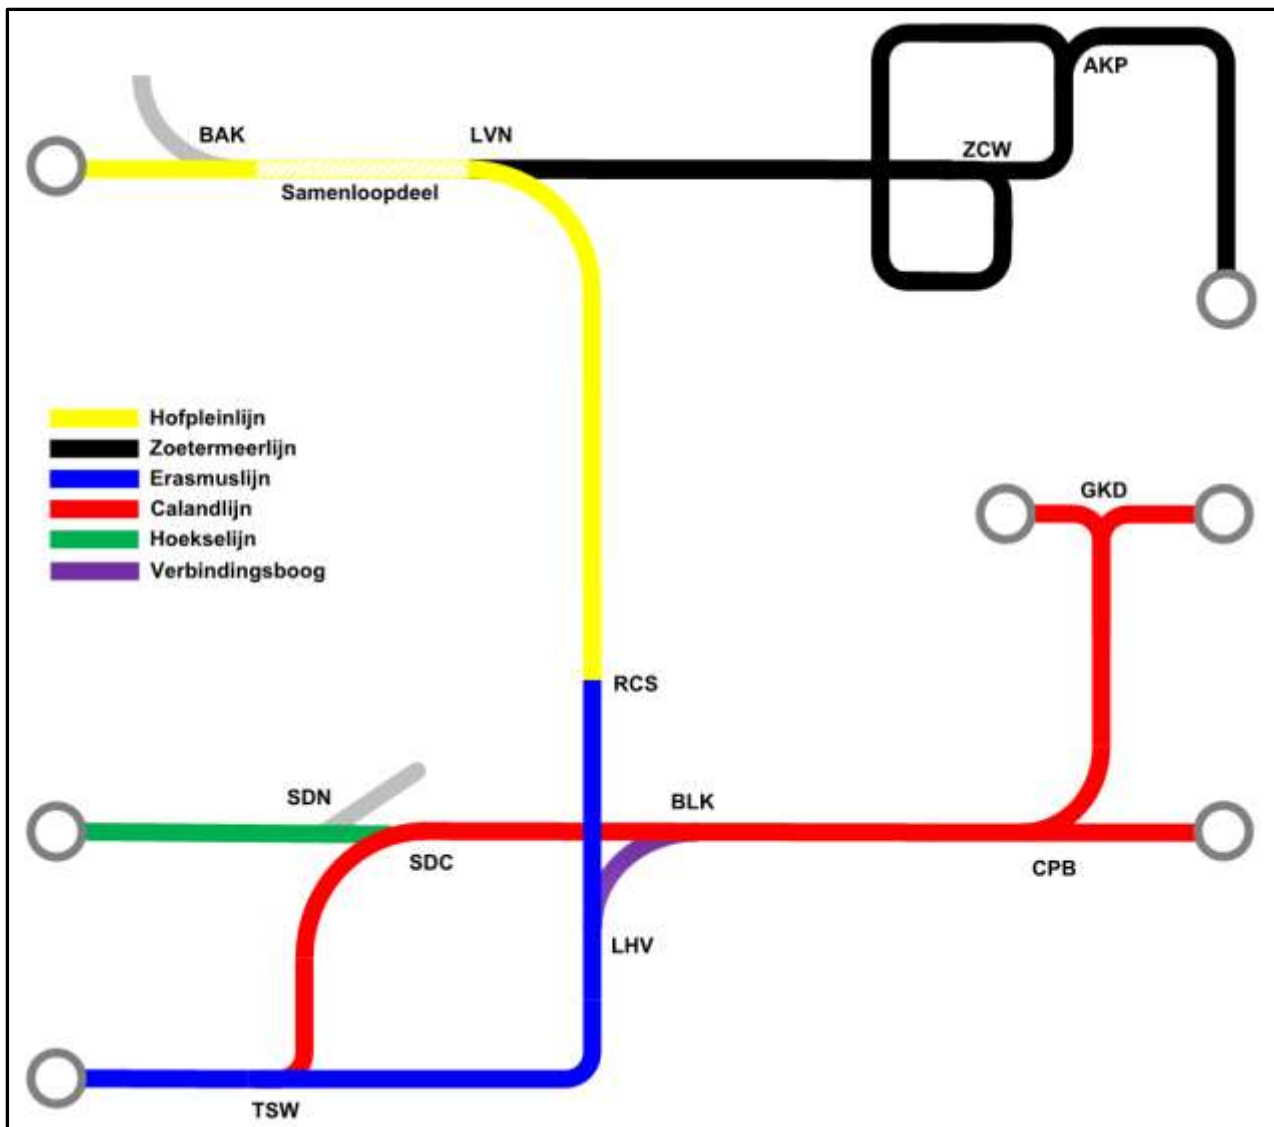 AKP
BAK
LVN
ZCW
Samenloopdeel
Hofpleinlijn
Zoetermeerlijn
Erasmuslijn
Calandlijn
Hoekselijn
Verbindingsboog
GKD
RCS
SDN
BLK
SDC
CPB
LHV
TSW